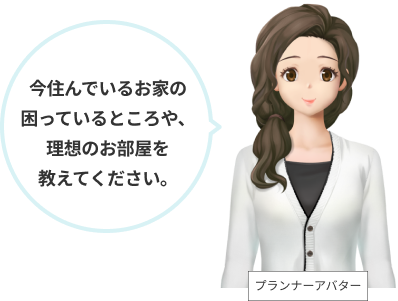 今住んでいるお家の
困っているところや、
理想のお部屋を
教えてください。
プランナーアバター